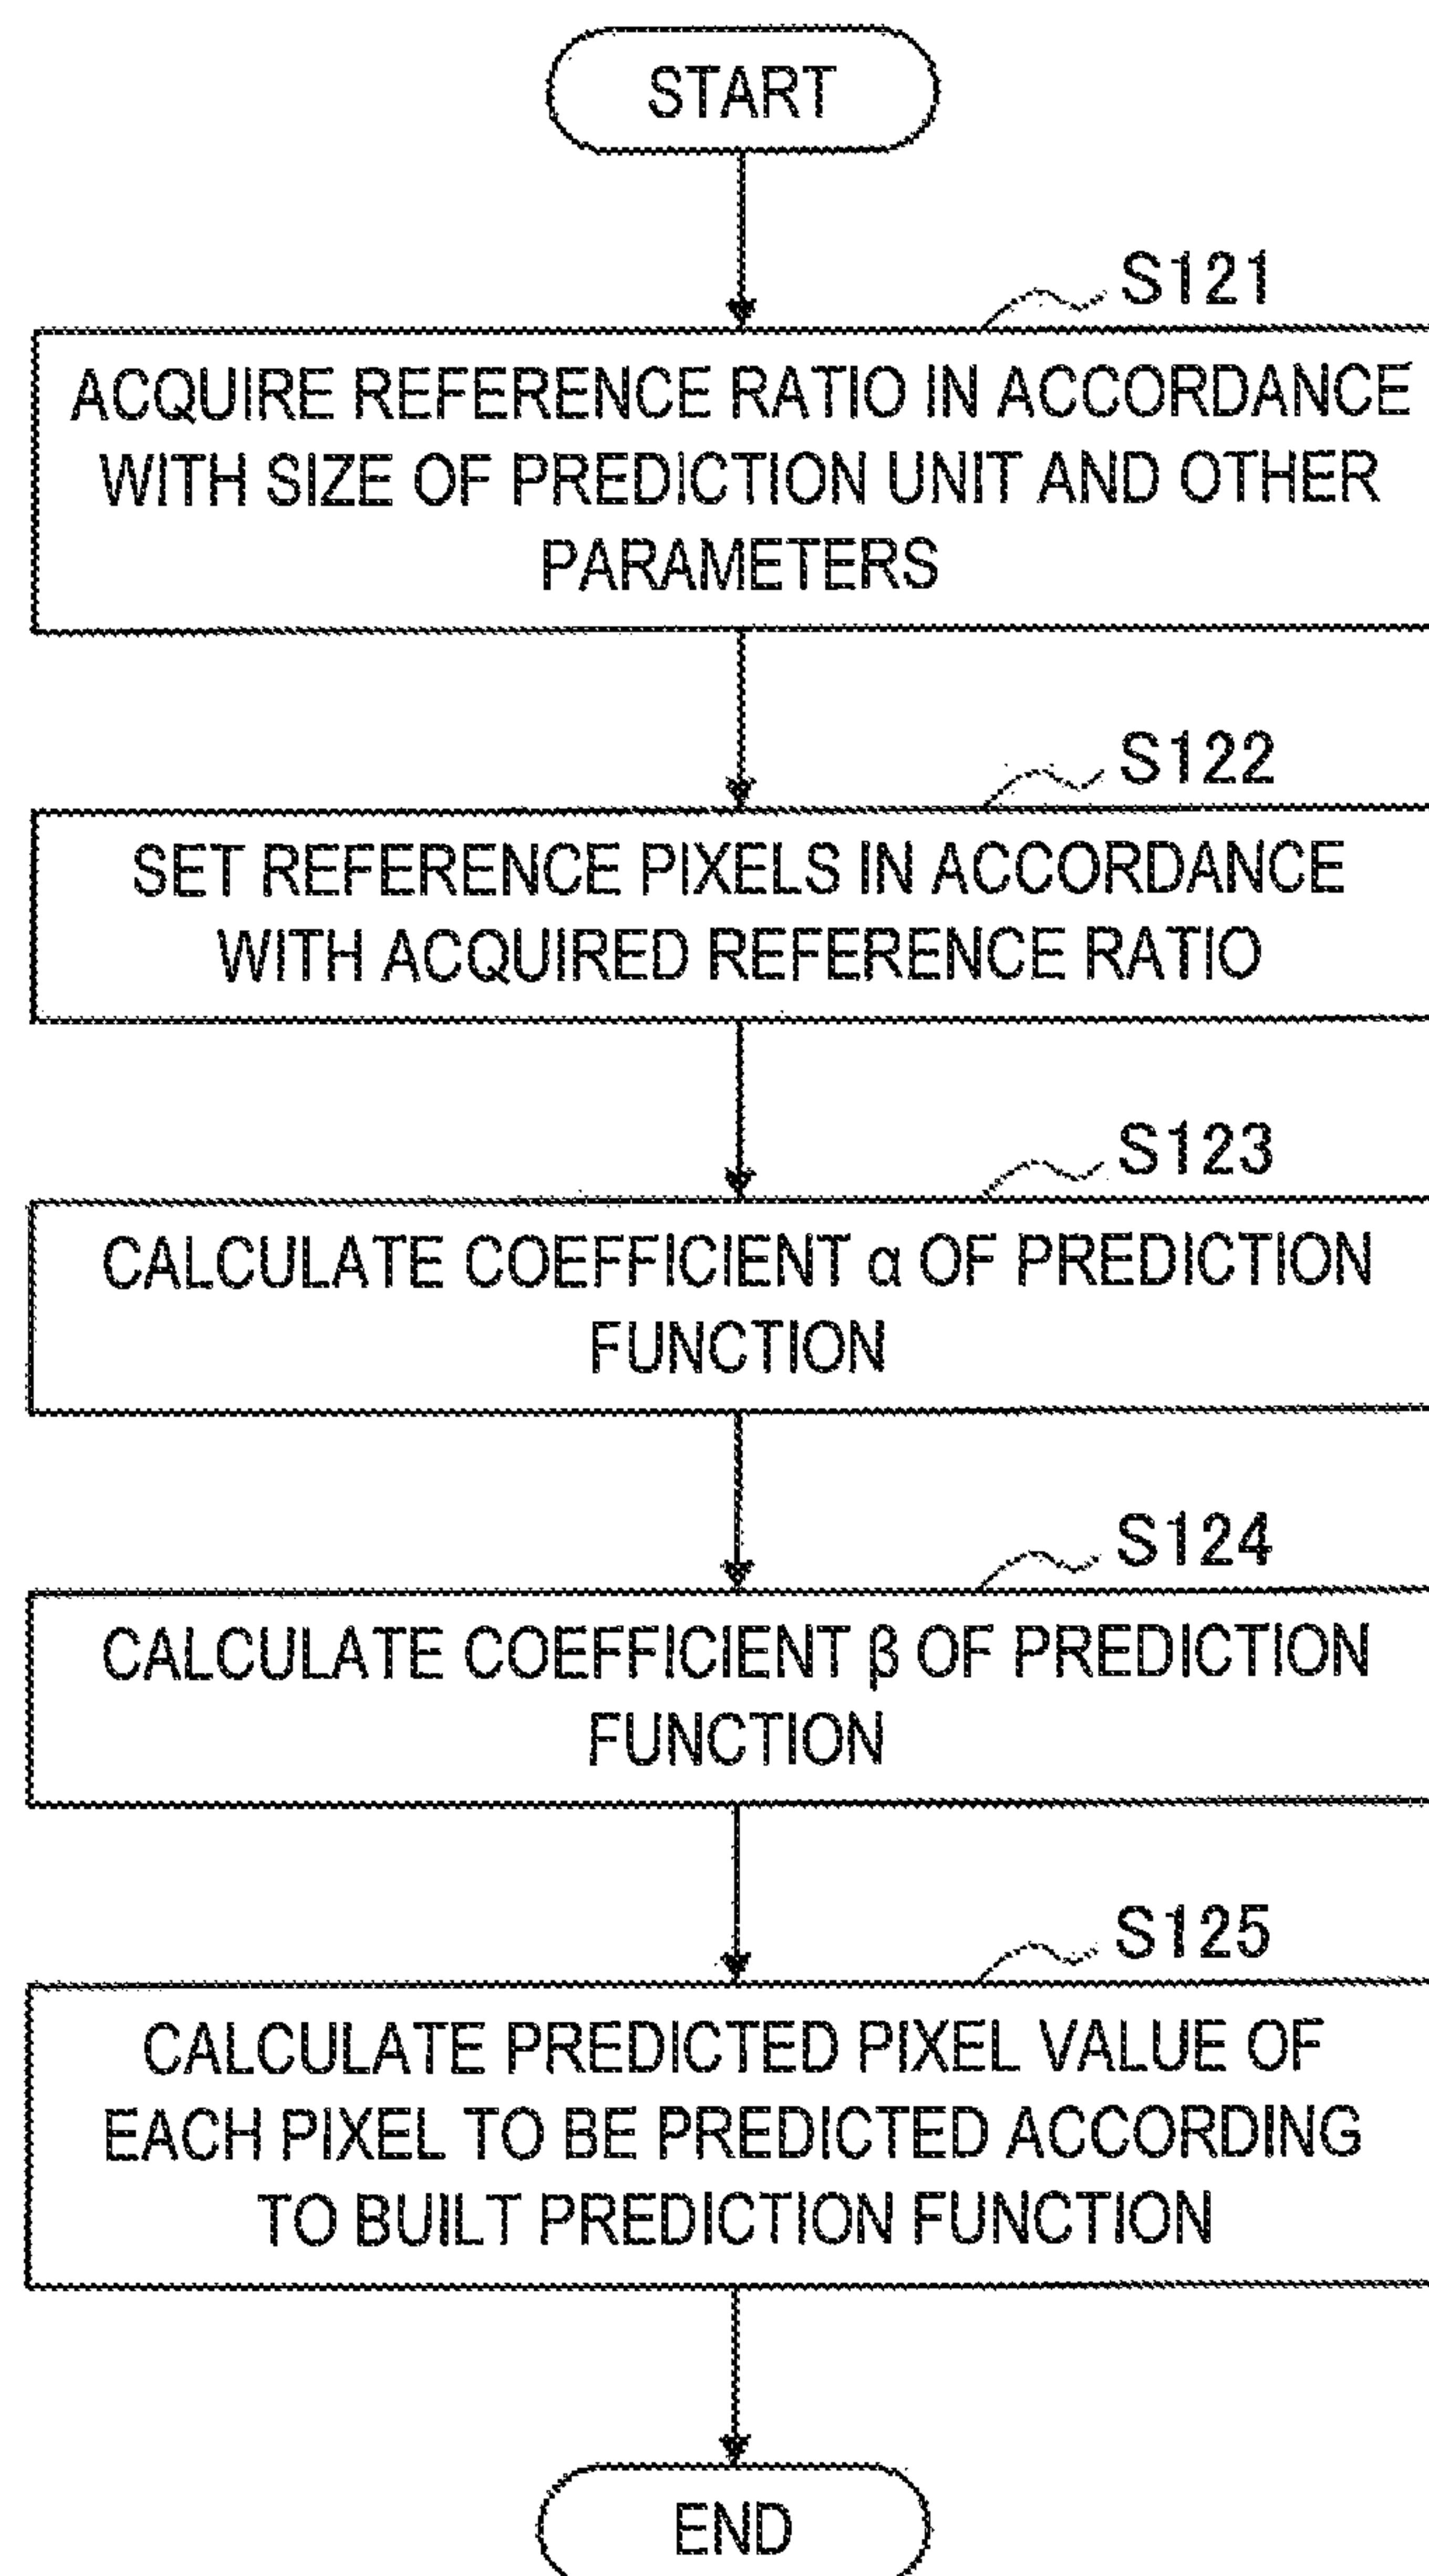 START
S121
ACQUIRE REFERENCE RATIO IN ACCORDANCE
WITH SIZE OF PREDICTION UNIT AND OTHER
PARAMETERS
S122
SET REFERENCE PIXELS IN ACCORDANCE
WITH ACQUIRED REFERENCE RATIO
S123
CALCULATE COEFFICIENT α OF PREDICTION
FUNCTION
S124
CALCULATE COEFFICIENT β OF PREDICTION
FUNCTION
S125
CALCULATE PREDICTED PIXEL VALUE OF
EACH PIXEL TO BE PREDICTED ACCORDING
TO BUILT PREDICTION FUNCTION
END